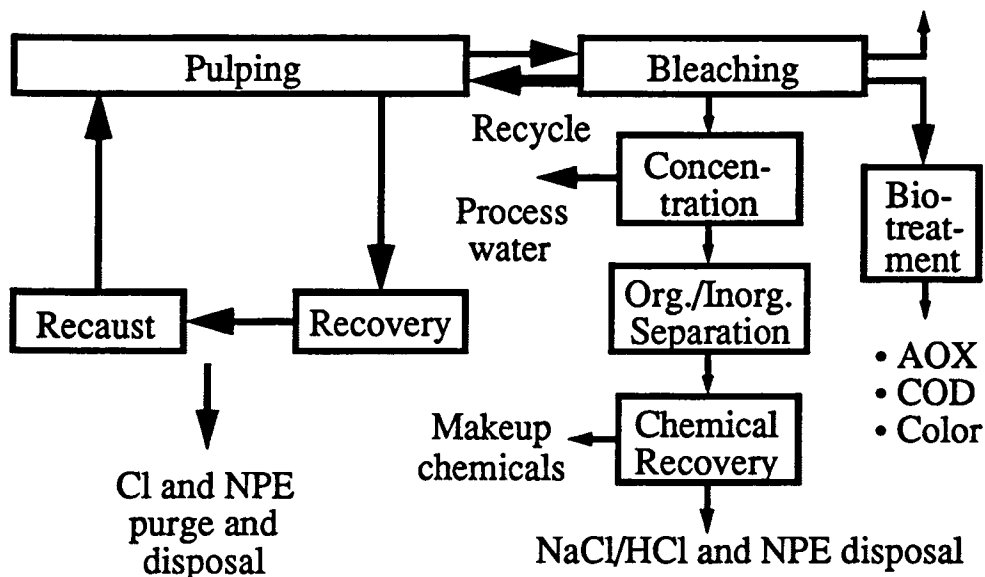 Pulping
Bleaching
Recycle
Concen-
tration
Process
water
Bio-
treat-
ment
Org./Inorg.
Separation
Recaust
Recovery
• AOX
• COD
• Color
Makeup
chemicals
Chemical
Recovery
Cl and NPE
purge and
disposal
NaCl/HCl and NPE disposal